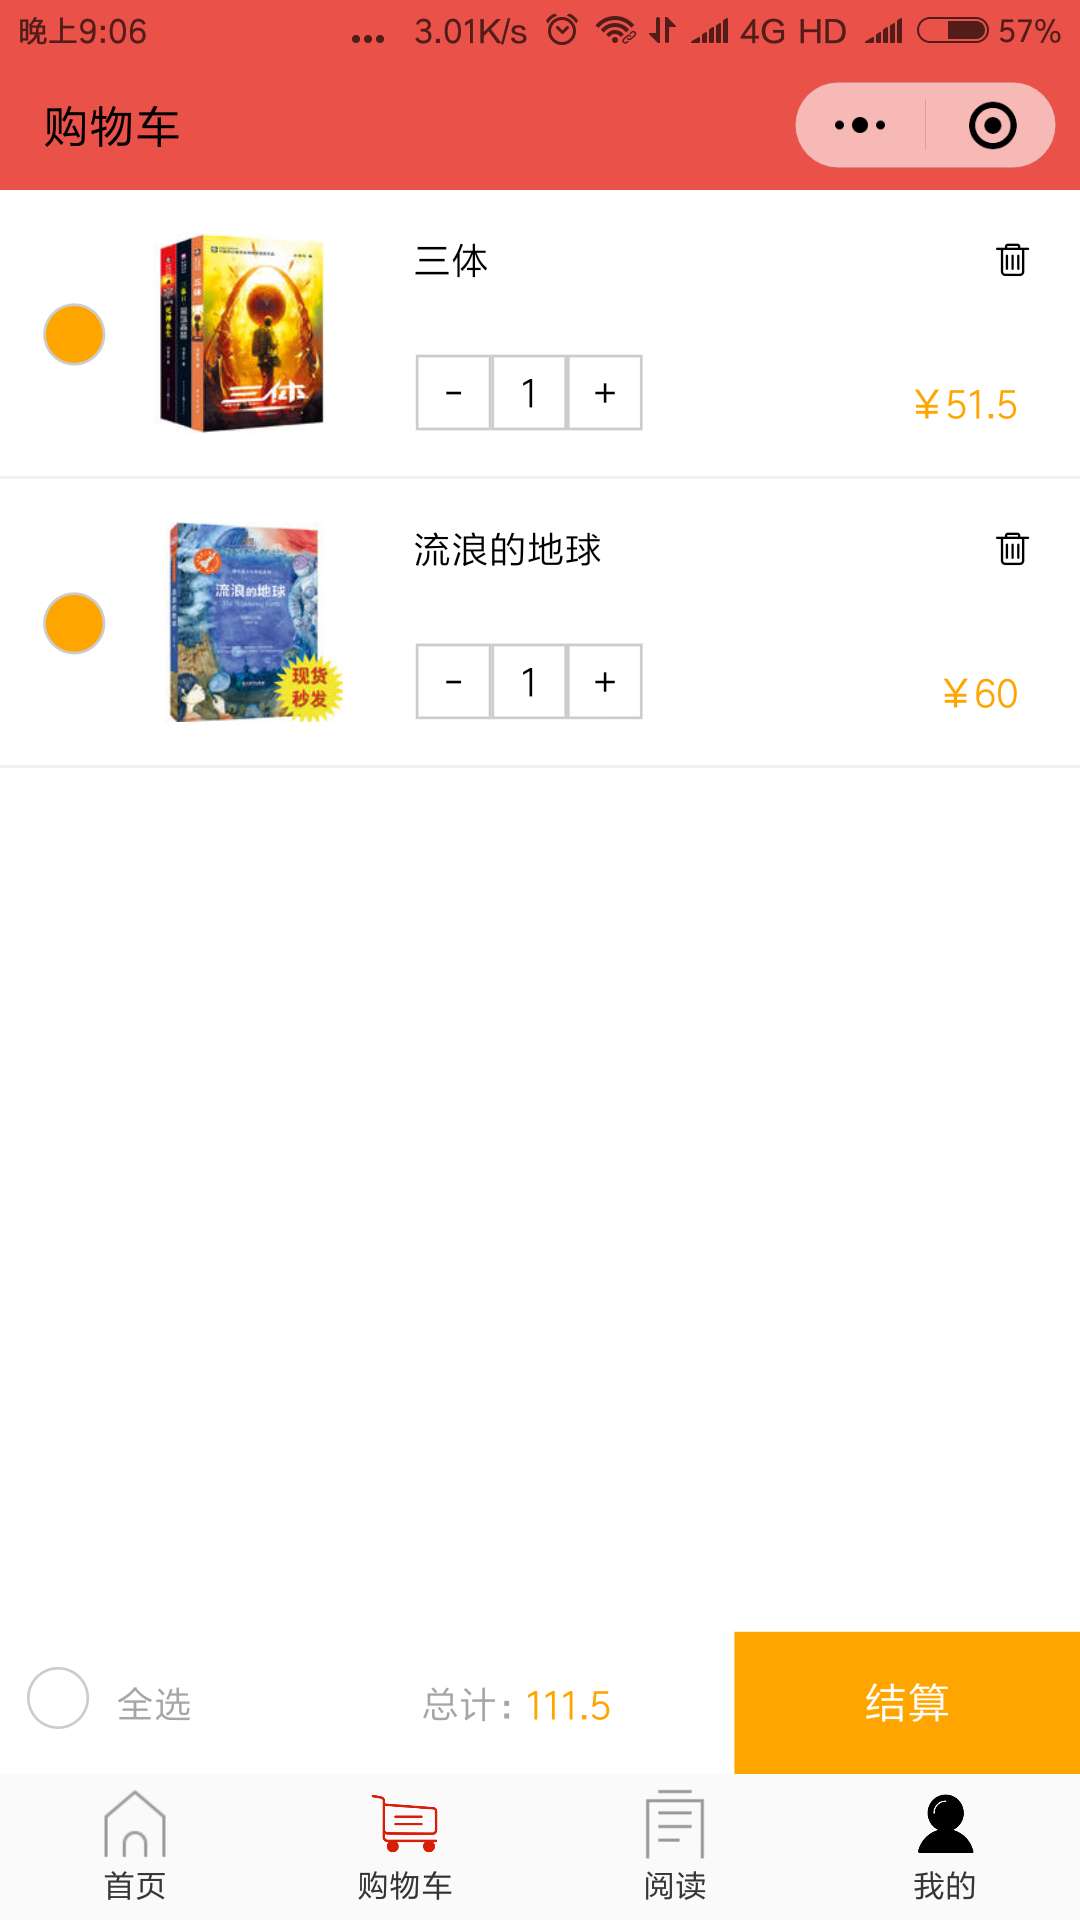 晚上9:06 ... 3.01K/s 4G HD 57%
购物车
三体
三体
- 1 +
¥51.5
流浪的地球
流浪的地球
现货
秒发
- 1 +
¥60
全选 总计: 111.5 结算
首页 购物车 阅读 我的